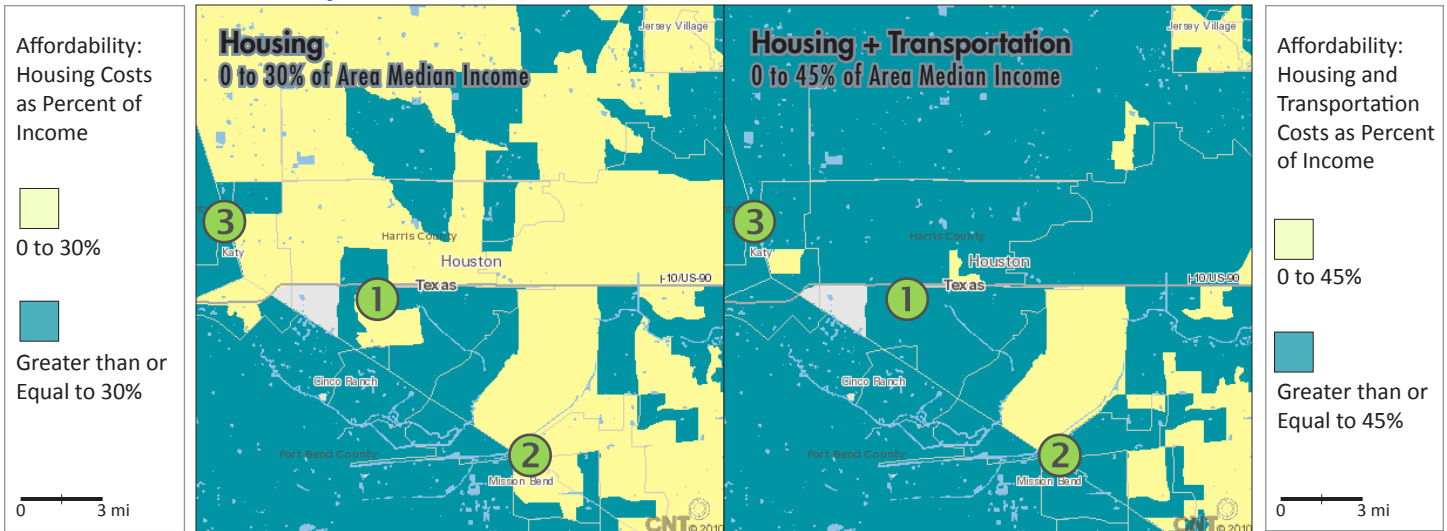 Affordability:
Housing Costs
as Percent of
Income
0 to 30%
Greater than or
Equal to 30%
0 3 mi
Housing
0 to 30% of Area Median Income
Jersey Village
3
Katy
Harris County
Houston
I-10/US-90
1
Texas
Cinco Ranch
Fort Bend County
2
Mission Bend
CNT © 2010
Housing + Transportation
0 to 45% of Area Median Income
Jersey Village
3
Katy
Harris County
Houston
I-10/US-90
1
Texas
Cinco Ranch
Fort Bend County
2
Mission Bend
CNT © 2010
Affordability:
Housing and
Transportation
Costs as Percent
of Income
0 to 45%
Greater than or
Equal to 45%
0 3 mi